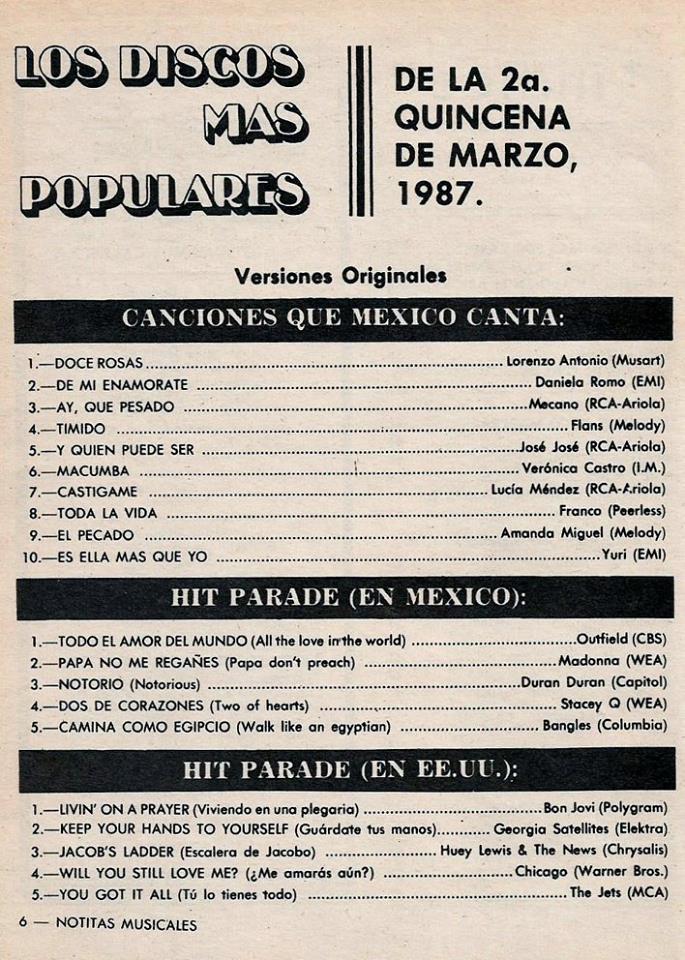 LOS DISCOS
MAS
POPULARES
DE LA 2a.
QUINCENA
DE MARZO,
1987.
Versiones Originales
CANCIONES QUE MEXICO CANTA:
1.—DOCE ROSAS ........ Lorenzo Antonio (Musart)
2.—DE MI ENAMORATE ........ Daniela Romo (EMI)
3.—AY, QUE PESADO ........ Mecano (RCA-Ariola)
4.—TIMIDO ........ Flans (Melody)
5.—Y QUIEN PUEDE SER ........ José José (RCA-Ariola)
6.—MACUMBA ........ Verónica Castro (I.M.)
7.—CASTIGAME ........ Lucía Méndez (RCA-Ariola)
8.—TODA LA VIDA ........ Franco (Peerless)
9.—EL PECADO ........ Amanda Miguel (Melody)
10.—ES ELLA MAS QUE YO ........ Yuri (EMI)
HIT PARADE (EN MEXICO):
1.—TODO EL AMOR DEL MUNDO (All the love in the world) ........ Outfield (CBS)
2.—PAPA NO ME REGAÑES (Papa don't preach) ........ Madonna (WEA)
3.—NOTORIO (Notorious) ........ Duran Duran (Capitol)
4.—DOS DE CORAZONES (Two of hearts) ........ Stacey Q (WEA)
5.—CAMINA COMO EGIPCIO (Walk like an egyptian) ........ Bangles (Columbia)
HIT PARADE (EN EE.UU.):
1.—LIVIN' ON A PRAYER (Viviendo en una plegaria) ........ Bon Jovi (Polygram)
2.—KEEP YOUR HANDS TO YOURSELF (Guárdate tus manos) ........ Georgia Satellites (Elektra)
3.—JACOB'S LADDER (Escalera de Jacobo) ........ Huey Lewis & The News (Chrysalis)
4.—WILL YOU STILL LOVE ME? (¿Me amarás aún?) ........ Chicago (Warner Bros.)
5.—YOU GOT IT ALL (Tú lo tienes todo) ........ The Jets (MCA)
6 — NOTITAS MUSICALES